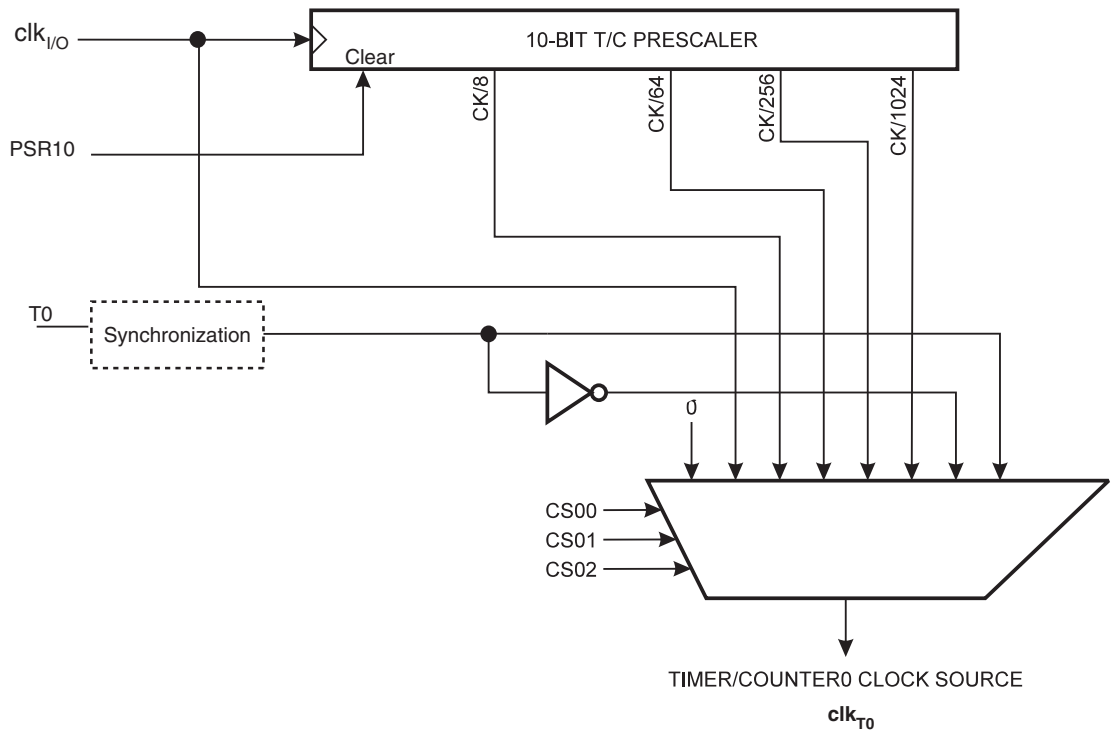 clkI/O
10-BIT T/C PRESCALER
Clear
CK/8
CK/64
CK/256
CK/1024
PSR10
T0
Synchronization
0
CS00
CS01
CS02
TIMER/COUNTER0 CLOCK SOURCE
clkT0